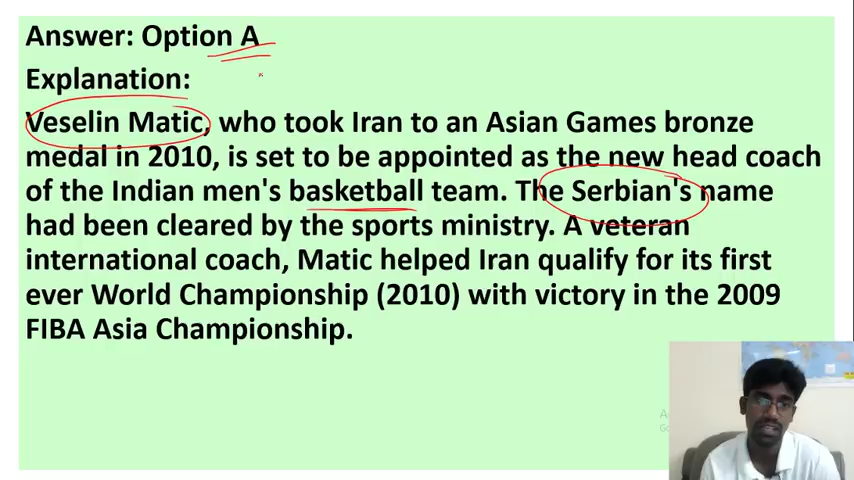 Answer: Option A
Explanation:
Veselin Matic, who took Iran to an Asian Games bronze
medal in 2010, is set to be appointed as the new head coach
of the Indian men's basketball team. The Serbian's name
had been cleared by the sports ministry. A veteran
international coach, Matic helped Iran qualify for its first
ever World Championship (2010) with victory in the 2009
FIBA Asia Championship.